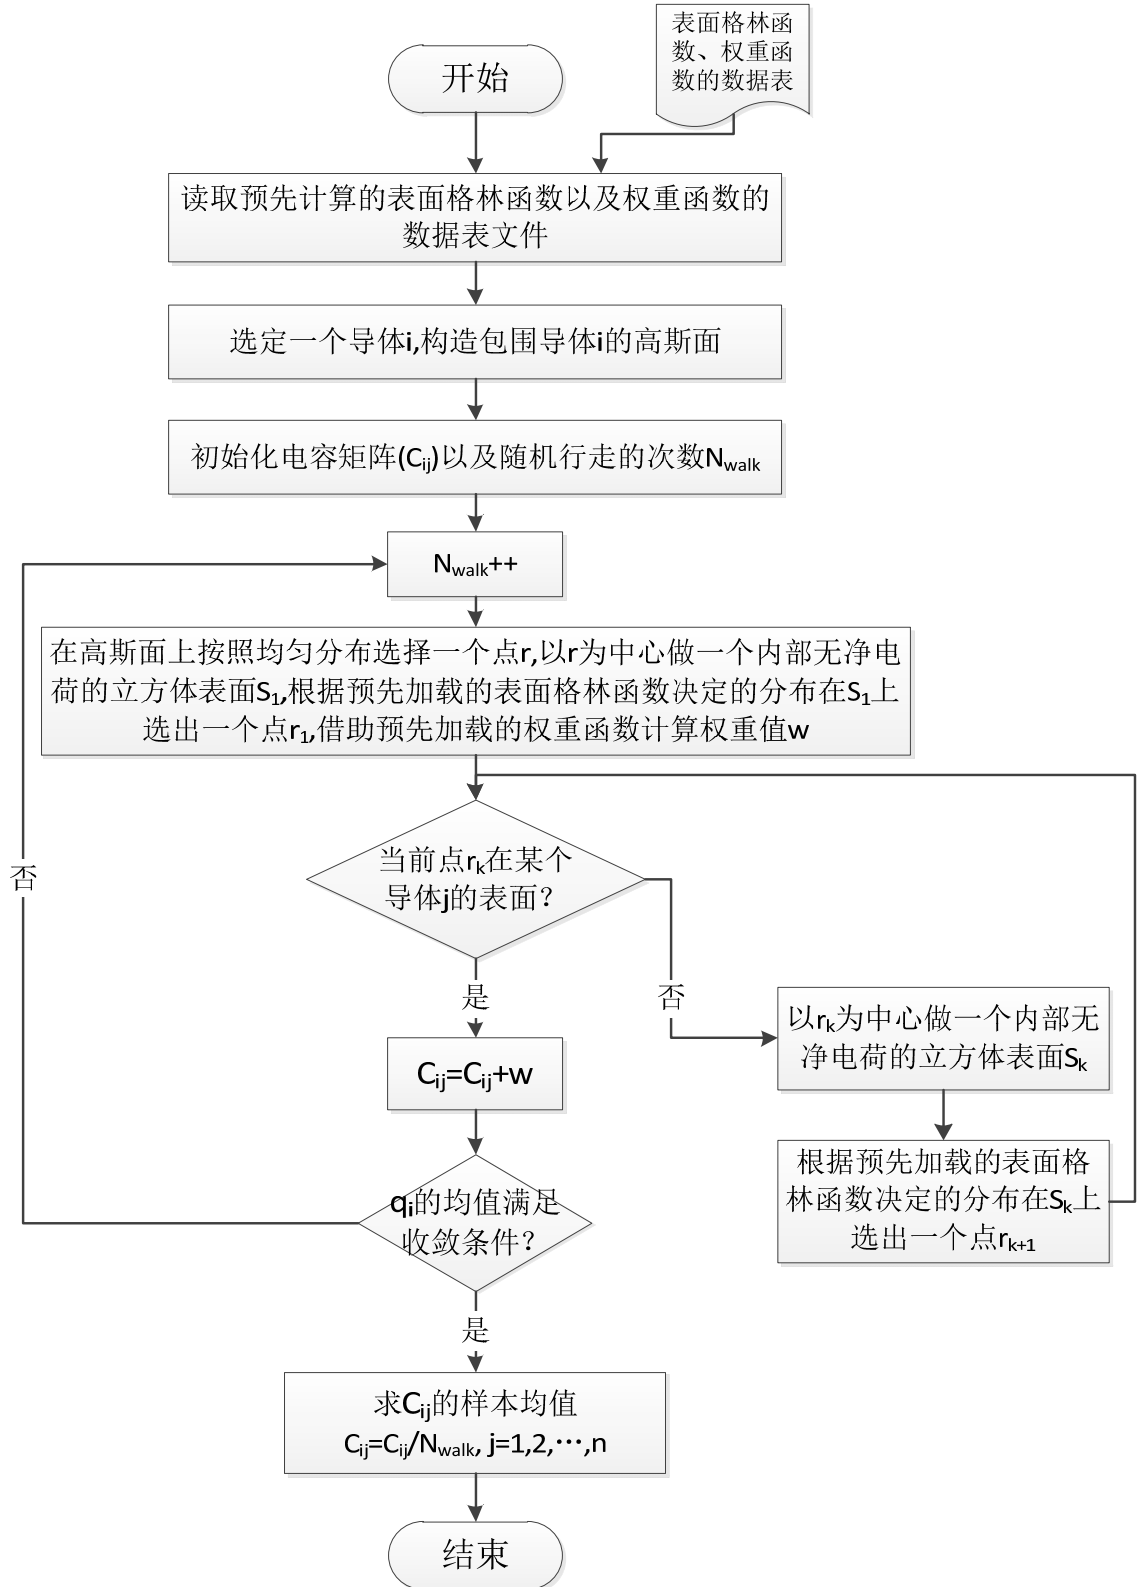 开始
表面格林函
数、权重函
数的数据表
读取预先计算的表面格林函数以及权重函数的
数据表文件
选定一个导体i,构造包围导体i的高斯面
初始化电容矩阵(Cij)以及随机行走的次数Nwalk
Nwalk++
在高斯面上按照均匀分布选择一个点r,以r为中心做一个内部无净电
荷的立方体表面S1,根据预先加载的表面格林函数决定的分布在S1上
选出一个点r1,借助预先加载的权重函数计算权重值w
当前点rk在某个
导体j的表面?
否
是
否
以rk为中心做一个内部无
净电荷的立方体表面Sk
Cij=Cij+w
根据预先加载的表面格
林函数决定的分布在Sk上
选出一个点rk+1
qi的均值满足
收敛条件?
是
求Cij的样本均值
Cij=Cij/Nwalk, j=1,2,…,n
结束